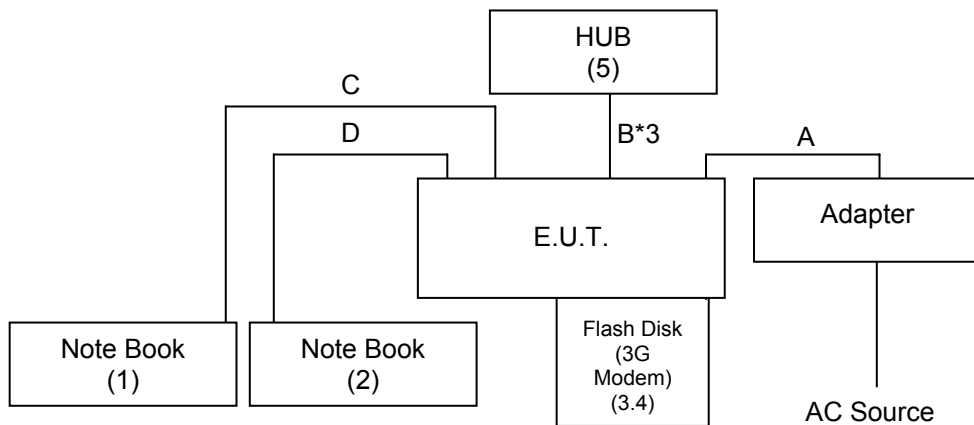 HUB
(5)
C
D
B*3
A
E.U.T.
Adapter
Note Book
(1)
Note Book
(2)
Flash Disk
(3G
Modem)
(3.4)
AC Source